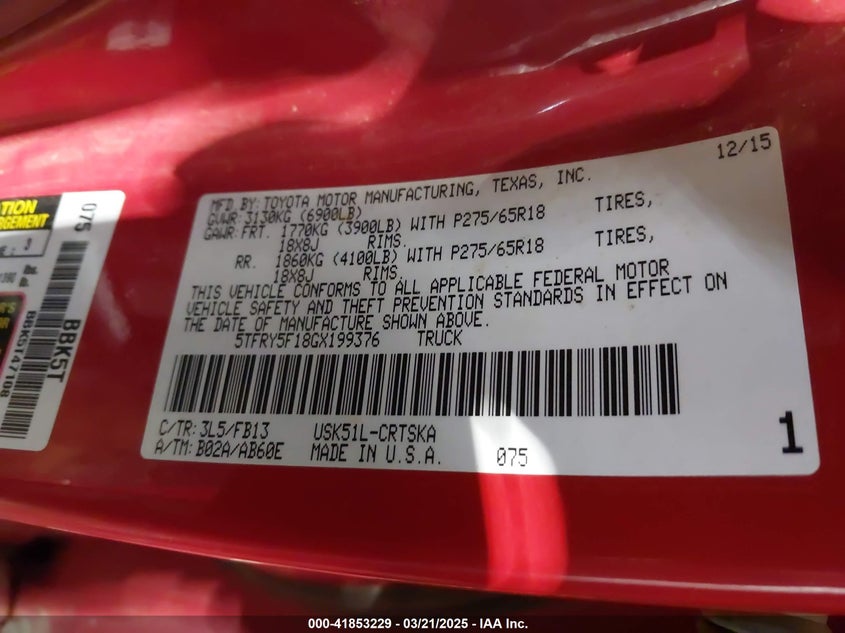 12/15
MFD BY: TOYOTA MOTOR MANUFACTURING, TEXAS, INC.
GVWR: 3130KG (6900LB)
GAWR: FRT. 1770KG (3900LB) WITH P275/65R18 TIRES,
18X8J RIMS.
RR. 1860KG (4100LB) WITH P275/65R18 TIRES,
18X8J RIMS.
THIS VEHICLE CONFORMS TO ALL APPLICABLE FEDERAL MOTOR
VEHICLE SAFETY AND THEFT PREVENTION STANDARDS IN EFFECT ON
THE DATE OF MANUFACTURE SHOWN ABOVE.
5TFRY5F18GX199376 TRUCK
C/TR: 3L5/FB13 USK51L-CRTSKA
A/TM: B02A/AB60E MADE IN U.S.A. 075
1
075
BBK5T
BBK5T47108
000-41853229 - 03/21/2025 - IAA Inc.